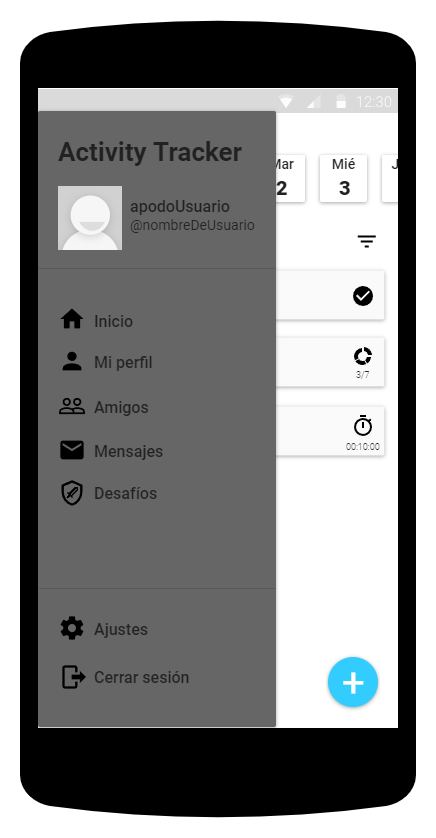 12:30
Activity Tracker
apodoUsuario
@nombreDeUsuario
Mar
2
Mié
3
J
Inicio
Mi perfil
Amigos
Mensajes
Desafíos
3/7
00:10:00
Ajustes
Cerrar sesión